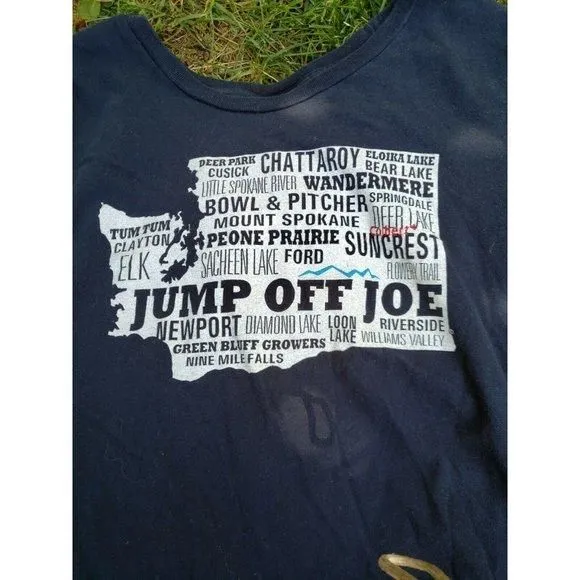 DEER PARK CHATTAROY ELOIKA LAKE
CUSICK BEAR LAKE
LITTLE SPOKANE RIVER WANDERMERE
BOWL & PITCHER SPRINGDALE
MOUNT SPOKANE DEER LAKE
TUM TUM
CLAYTON
ELK
PEONE PRAIRIE SUNCREST
SACHEEN LAKE FORD FLOWERY TRAIL
JUMP OFF JOE
NEWPORT DIAMOND LAKE LOON LAKE RIVERSIDE
WILLIAMS VALLEY
GREEN BLUFF GROWERS
NINE MILE FALLS